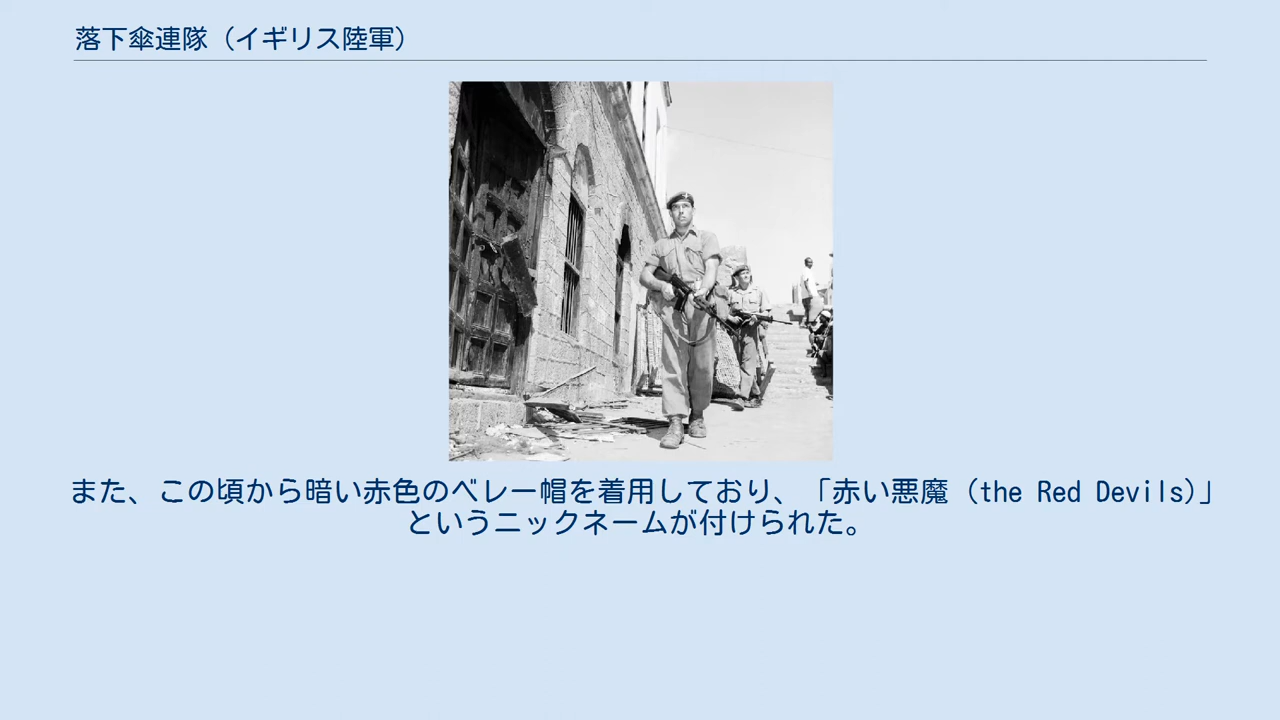 落下傘連隊（イギリス陸軍）
また、この頃から暗い赤色のベレー帽を着用しており、「赤い悪魔（the Red Devils)」
というニックネームが付けられた。